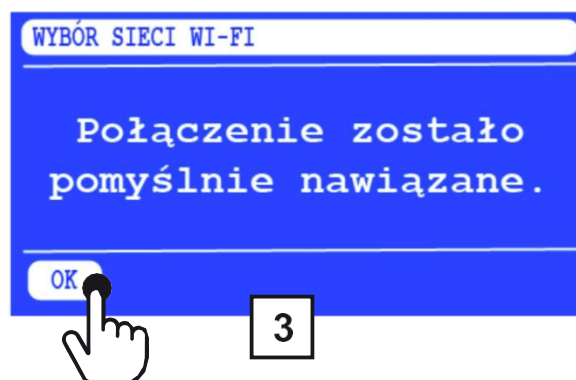 WYBÓR SIECI WI-FI
Połączenie zostało
pomyślnie nawiązane.
OK
3